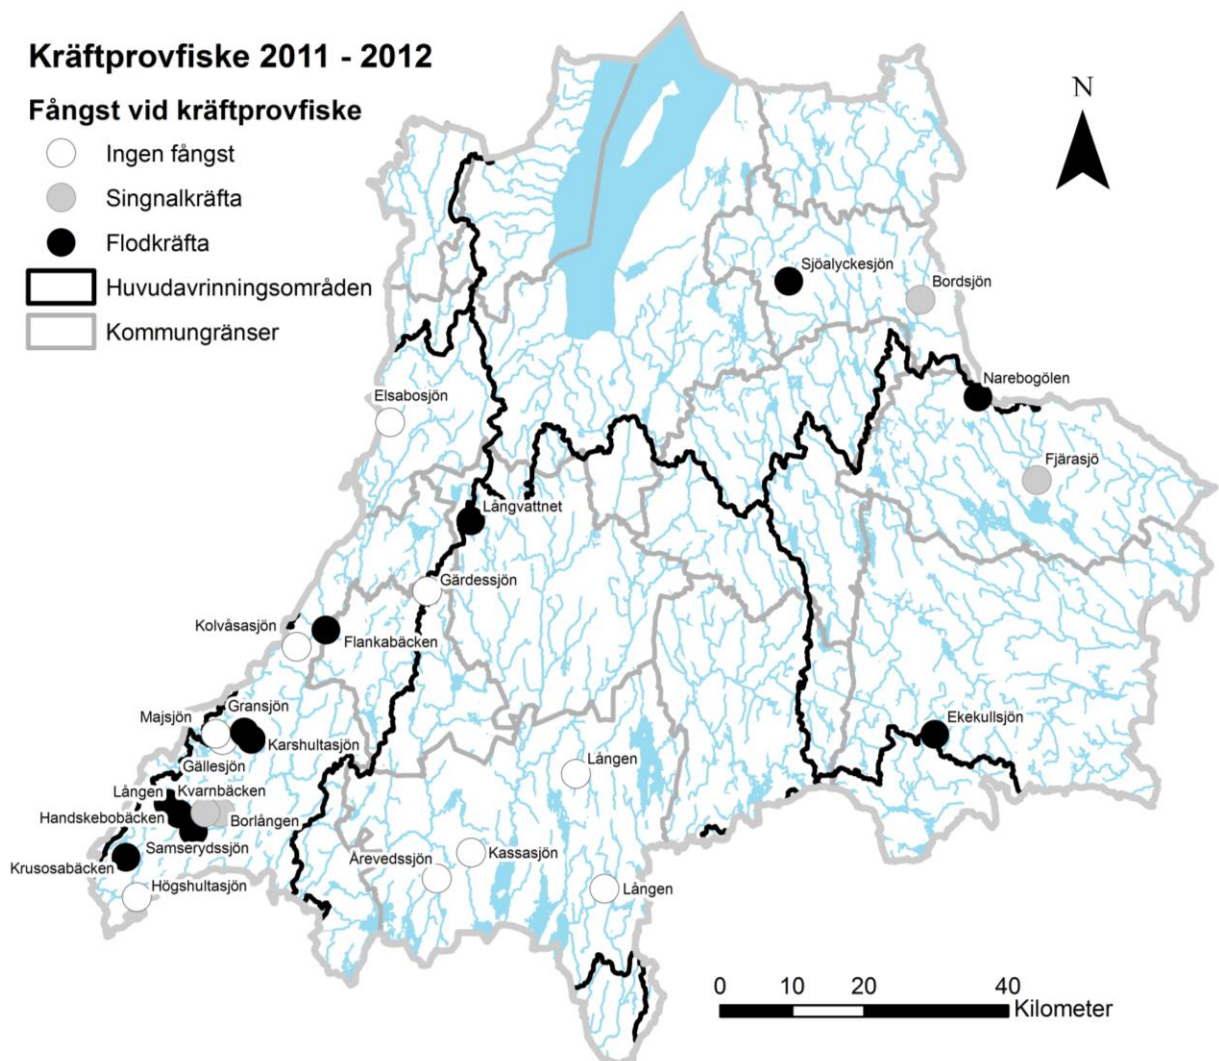 Kräftprovfiske 2011 - 2012
Fångst vid kräftprovfiske
Ingen fångst
Singnalkräfta
Flodkräfta
Huvudavrinningsområden
Kommungränser
N
Sjöalyckesjön
Bordsjön
Narebogölen
Elsabosjön
Fjärasjö
Långvattnet
Gärdessjön
Kolvåsasjön
Flankabäcken
Gransjön
Majsjön
Karshultasjön
Ekekullsjön
Gällesjön
Lången
Lången Kvarnbäcken
Handskebobäcken
Borlången
Samserydssjön
Kassasjön
Årevedssjön
Krusosabäcken
Högshultasjön
Lången
0 10 20 40
Kilometer